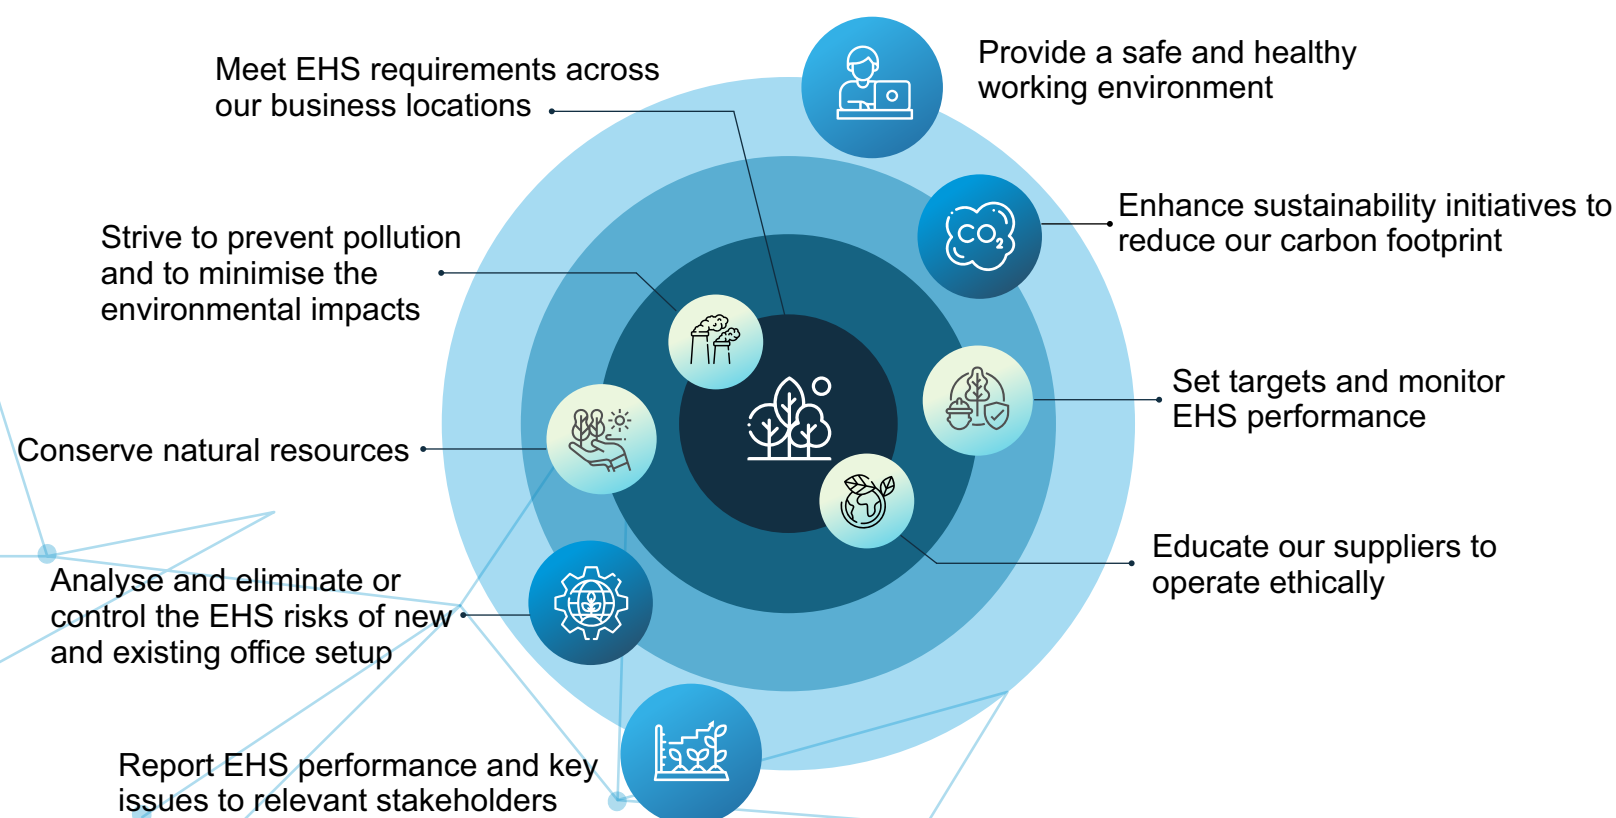 Meet EHS requirements across
our business locations
Provide a safe and healthy
working environment
Strive to prevent pollution
and to minimise the
environmental impacts
CO₂
Enhance sustainability initiatives to
reduce our carbon footprint
Conserve natural resources
Set targets and monitor
EHS performance
Analyse and eliminate or
control the EHS risks of new
and existing office setup
Educate our suppliers to
operate ethically
Report EHS performance and key
issues to relevant stakeholders